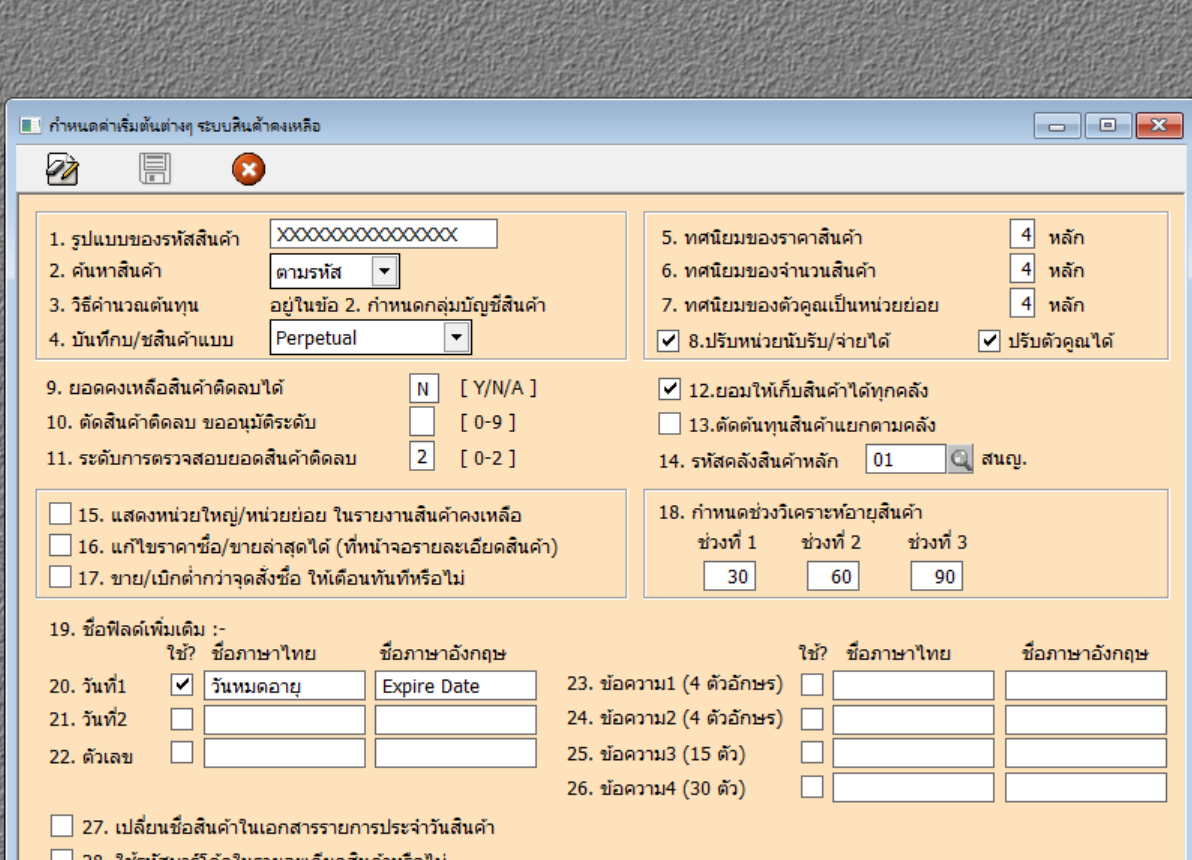 กำหนดค่าเริ่มต้นต่างๆ ระบบสินค้าคงเหลือ
1. รูปแบบของรหัสสินค้า XXXXXXXXXXXXXXX
2. ค้นหาสินค้า ตามรหัส
3. วิธีคำนวณต้นทุน อยู่ในข้อ 2. กำหนดกลุ่มบัญชีสินค้า
4. บันทึกบ/ชสินค้าแบบ Perpetual
5. ทศนิยมของราคาสินค้า 4 หลัก
6. ทศนิยมของจำนวนสินค้า 4 หลัก
7. ทศนิยมของตัวคูณเป็นหน่วยย่อย 4 หลัก
8.ปรับหน่วยนับรับ/จ่ายได้ ปรับตัวคูณได้
9. ยอดคงเหลือสินค้าติดลบได้ N [ Y/N/A ]
10. ตัดสินค้าติดลบ ขออนุมัติระดับ [ 0-9 ]
11. ระดับการตรวจสอบยอดสินค้าติดลบ 2 [ 0-2 ]
12.ยอมให้เก็บสินค้าได้ทุกคลัง
13.ตัดต้นทุนสินค้าแยกตามคลัง
14. รหัสคลังสินค้าหลัก 01 สนญ.
15. แสดงหน่วยใหญ่/หน่วยย่อย ในรายงานสินค้าคงเหลือ
16. แก้ไขราคาซื้อ/ขายล่าสุดได้ (ที่หน้าจอรายละเอียดสินค้า)
17. ขาย/เบิกต่ำกว่าจุดสั่งซื้อ ให้เตือนทันทีหรือไม่
18. กำหนดช่วงวิเคราะห์อายุสินค้า
ช่วงที่ 1 ช่วงที่ 2 ช่วงที่ 3
30 60 90
19. ชื่อฟิลด์เพิ่มเติม :-
ใช้? ชื่อภาษาไทย ชื่อภาษาอังกฤษ
20. วันที่1 วันหมดอายุ Expire Date
21. วันที่2
22. ตัวเลข
ใช้? ชื่อภาษาไทย ชื่อภาษาอังกฤษ
23. ข้อความ1 (4 ตัวอักษร)
24. ข้อความ2 (4 ตัวอักษร)
25. ข้อความ3 (15 ตัว)
26. ข้อความ4 (30 ตัว)
27. เปลี่ยนชื่อสินค้าในเอกสารรายการประจำวันสินค้า
28. ใช้รหัสบาร์โค้ดในรายละเอียดสินค้าหรือไม่